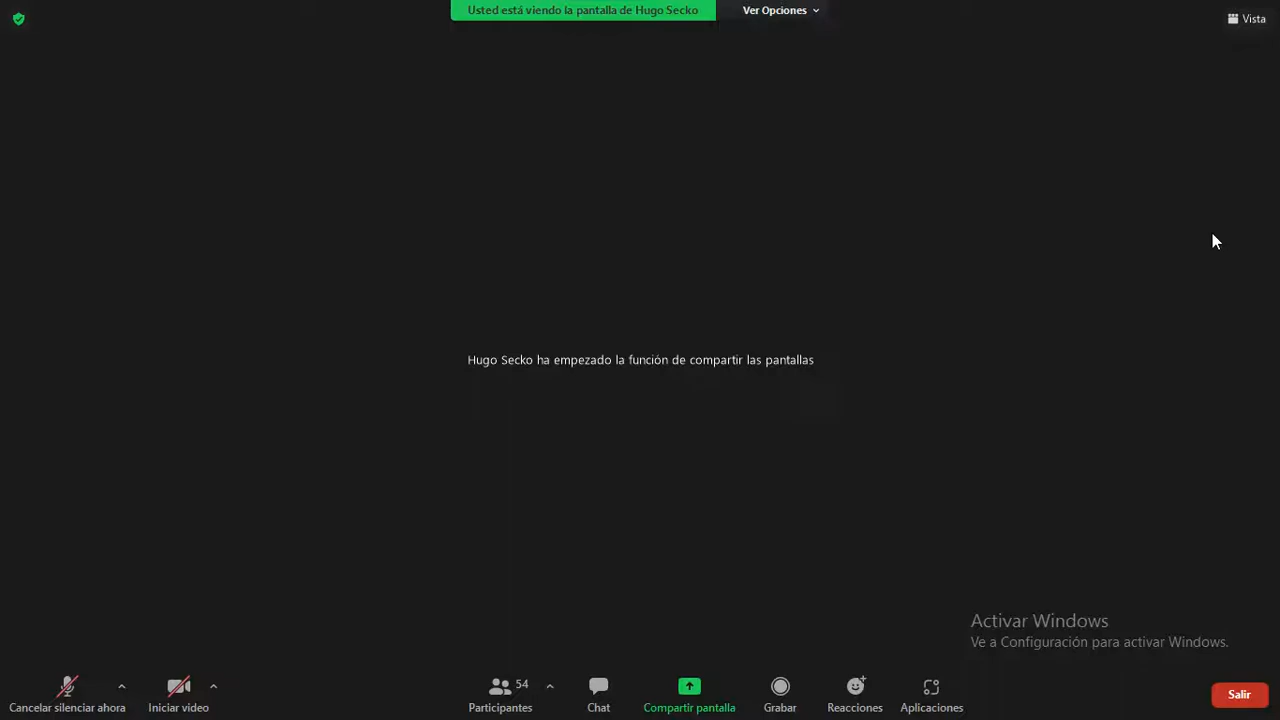 Usted está viendo la pantalla de Hugo Secko
Ver Opciones
Vista
Hugo Secko ha empezado la función de compartir las pantallas
Activar Windows
Ve a Configuración para activar Windows.
54
Cancelar silenciar ahora
Iniciar video
Participantes
Chat
Compartir pantalla
Grabar
Reacciones
Aplicaciones
Salir